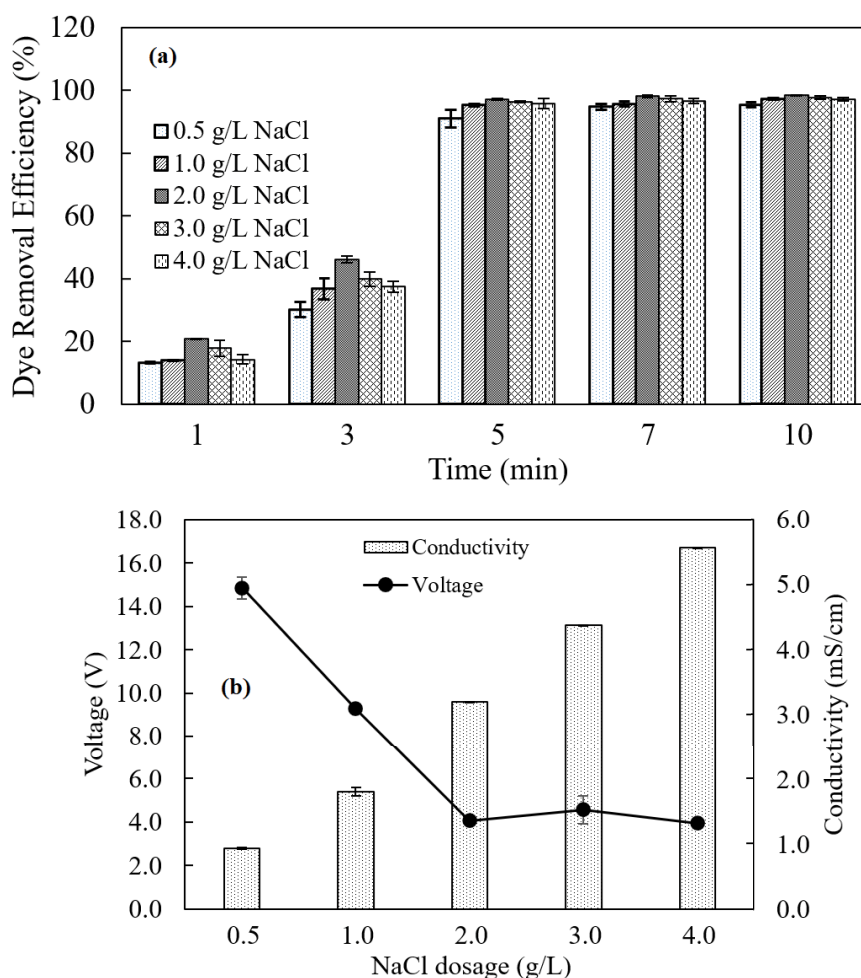 (a)
Dye Removal Efficiency (%)
120
100
80
60
40
20
0
0.5 g/L NaCl
1.0 g/L NaCl
2.0 g/L NaCl
3.0 g/L NaCl
4.0 g/L NaCl
1 3 5 7 10
Time (min)
(b)
Voltage (V)
18.0
16.0
14.0
12.0
10.0
8.0
6.0
4.0
2.0
0.0
Conductivity
Voltage
6.0
5.0
4.0
3.0
2.0
1.0
0.0
Conductivity (mS/cm)
0.5 1.0 2.0 3.0 4.0
NaCl dosage (g/L)